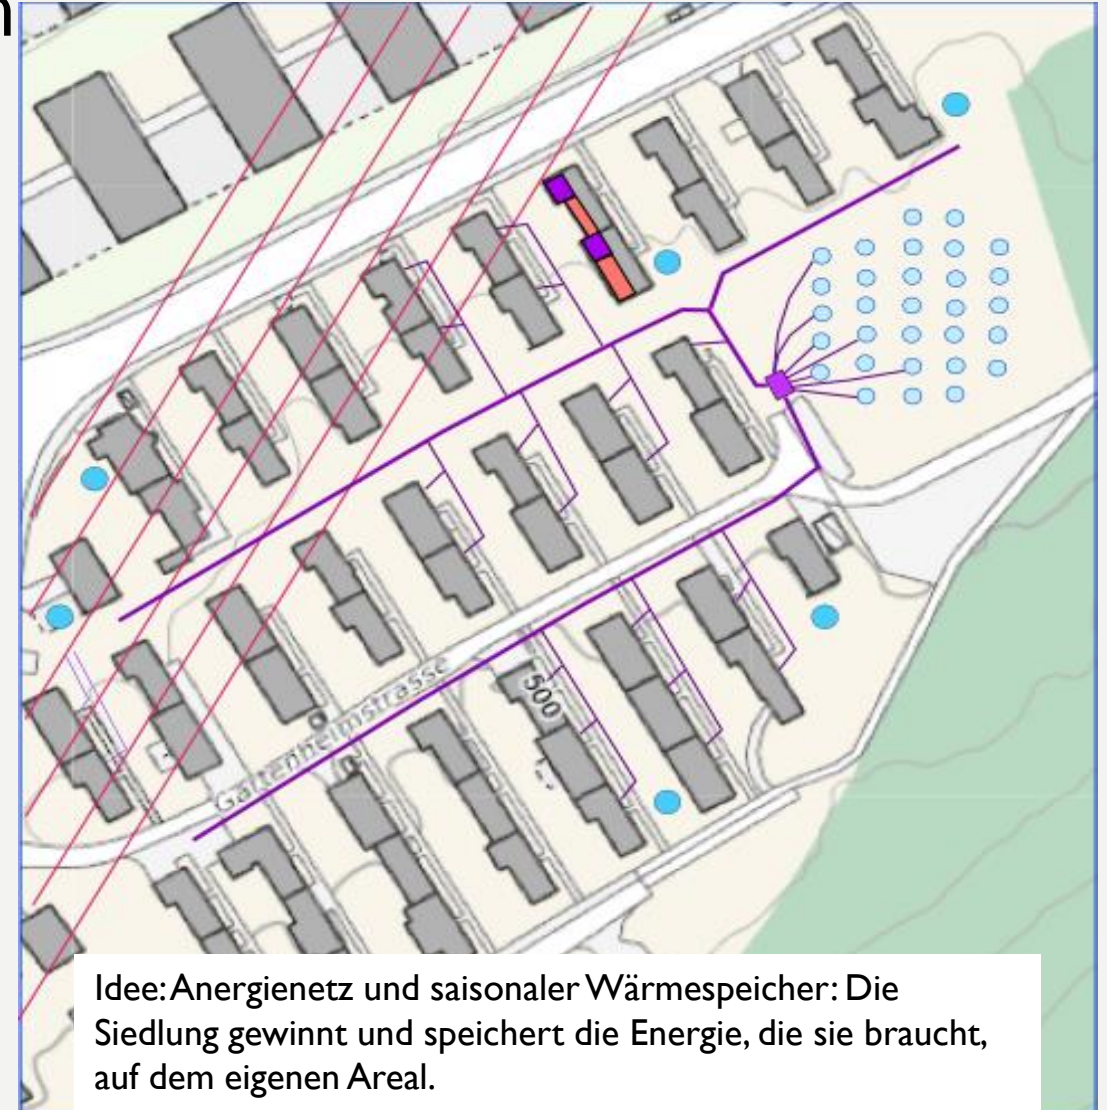 n
Gartenheimstrasse
500
Idee: Anergienetz und saisonaler Wärmespeicher: Die
Siedlung gewinnt und speichert die Energie, die sie braucht,
auf dem eigenen Areal.